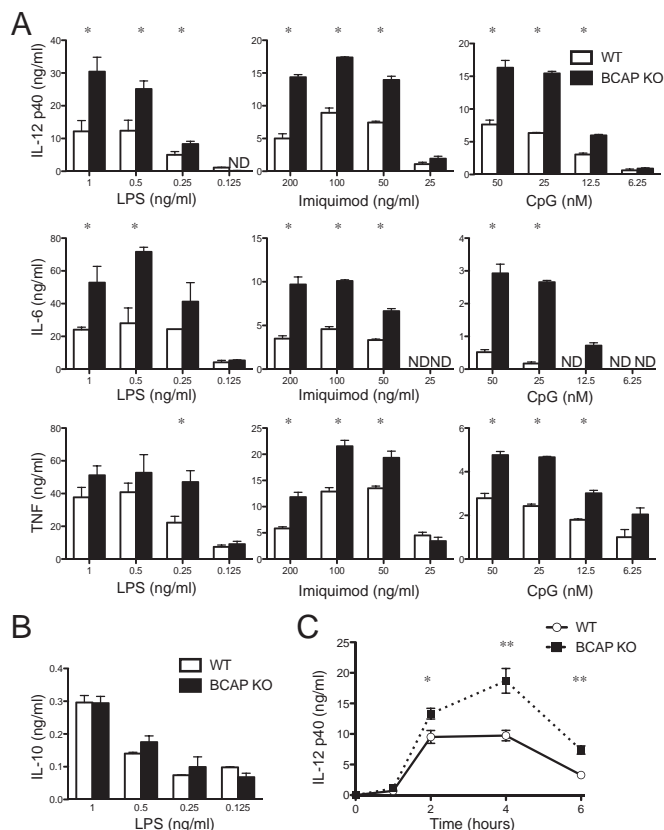 A
* * *
* * *
* * *
WT
BCAP KO
IL-12 p40 (ng/ml)
40
30
20
10
0
ND
1 0.5 0.25 0.125
LPS (ng/ml)
20
15
10
5
0
200 100 50 25
Imiquimod (ng/ml)
15
10
5
0
50 25 12.5 6.25
CpG (nM)
* *
* * *
* *
IL-6 (ng/ml)
80
60
40
20
0
1 0.5 0.25 0.125
LPS (ng/ml)
15
10
5
0
NDND
200 100 50 25
Imiquimod (ng/ml)
4
3
2
1
0
ND ND ND
50 25 12.5 6.25
CpG (nM)
*
* * *
* * *
TNF (ng/ml)
80
60
40
20
0
1 0.5 0.25 0.125
LPS (ng/ml)
25
20
15
10
5
0
200 100 50 25
Imiquimod (ng/ml)
6
4
2
0
50 25 12.5 6.25
CpG (nM)
B
WT
BCAP KO
IL-10 (ng/ml)
0.4
0.3
0.2
0.1
0.0
1 0.5 0.25 0.125
LPS (ng/ml)
C
WT
BCAP KO
IL-12 p40 (ng/ml)
25
20
15
10
5
0
* ** **
0 2 4 6
Time (hours)